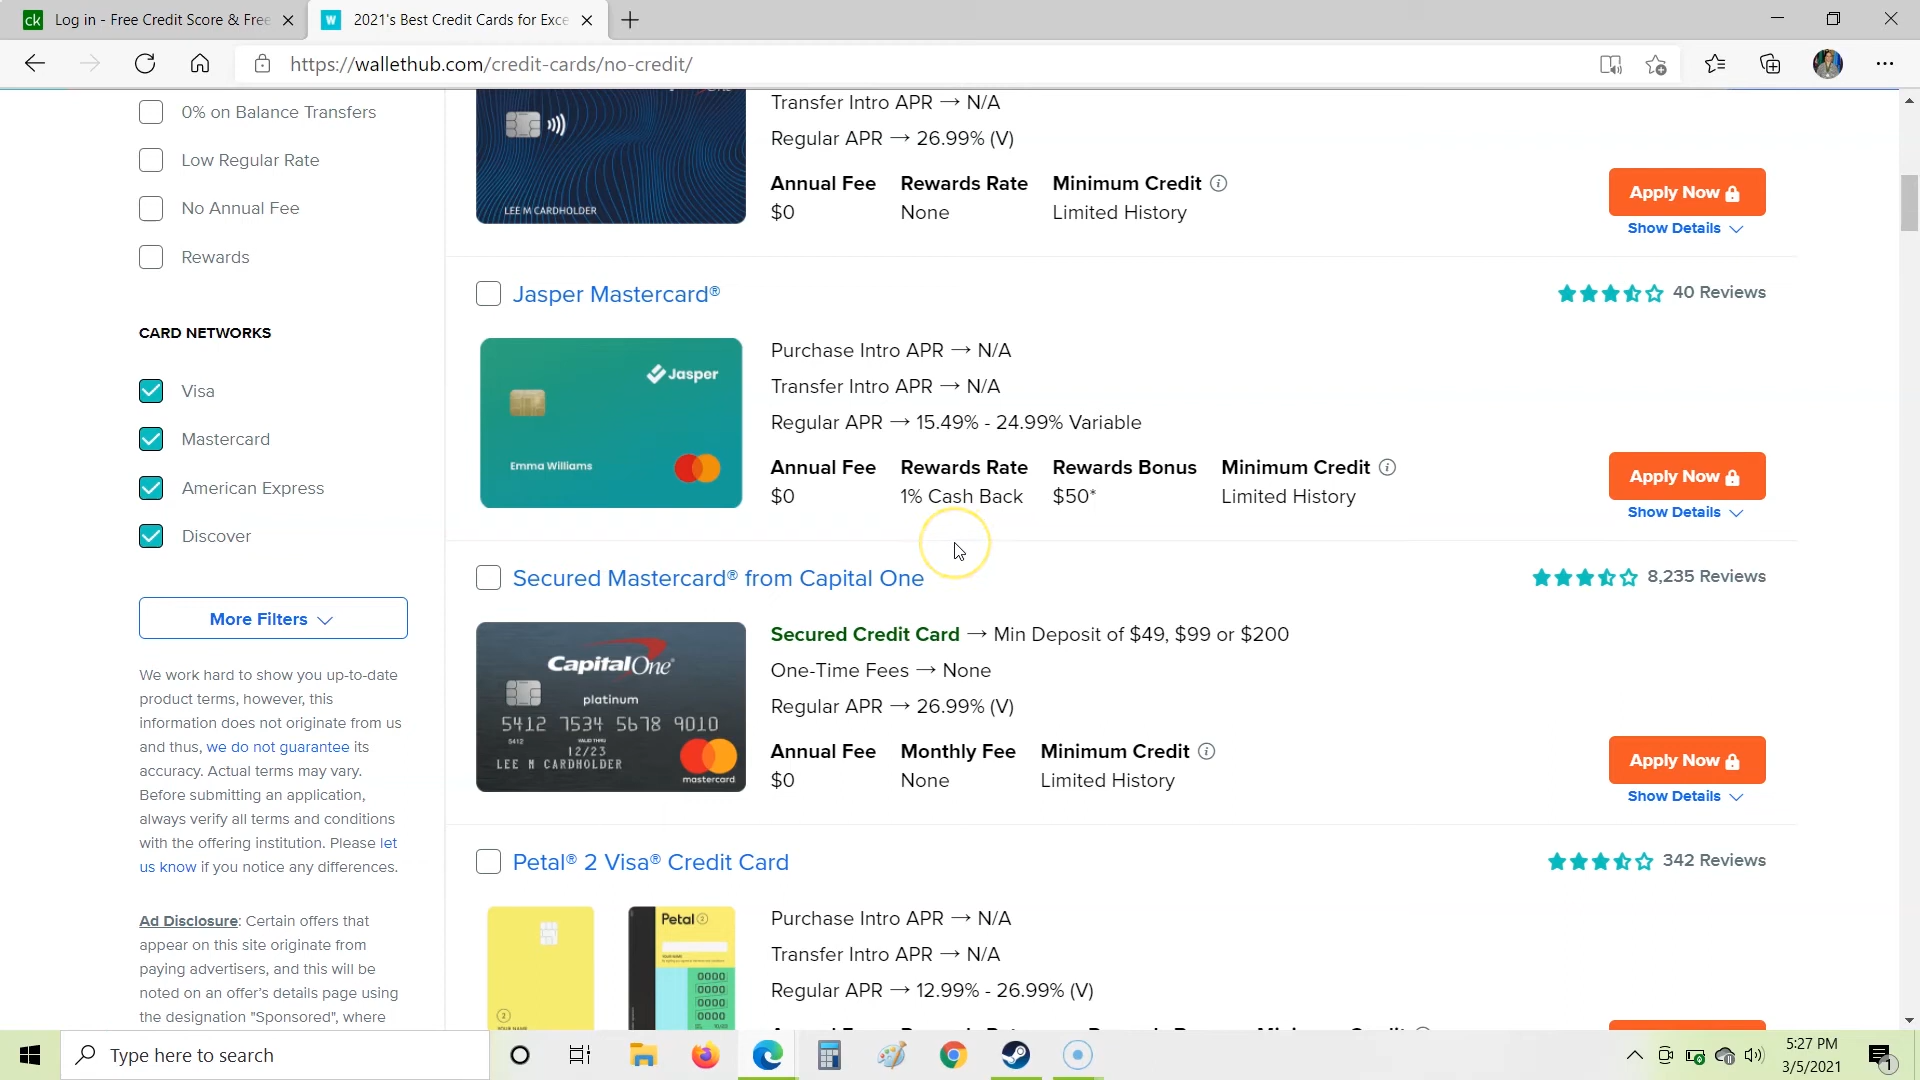 Log in - Free Credit Score & Free
2021's Best Credit Cards for Exce
https://wallethub.com/credit-cards/no-credit/
0% on Balance Transfers
Low Regular Rate
No Annual Fee
Rewards
CARD NETWORKS
Visa
Mastercard
American Express
Discover
More Filters
We work hard to show you up-to-date
product terms, however, this
information does not originate from us
and thus, we do not guarantee its
accuracy. Actual terms may vary.
Before submitting an application,
always verify all terms and conditions
with the offering institution. Please let
us know if you notice any differences.
Ad Disclosure: Certain offers that
appear on this site originate from
paying advertisers, and this will be
noted on an offer's details page using
the designation "Sponsored", where
LEE M CARDHOLDER
Transfer Intro APR → N/A
Regular APR → 26.99% (V)
Annual Fee Rewards Rate Minimum Credit
$0 None Limited History
Apply Now
Show Details
Jasper Mastercard®
40 Reviews
Jasper
Emma Williams
Purchase Intro APR → N/A
Transfer Intro APR → N/A
Regular APR → 15.49% - 24.99% Variable
Annual Fee Rewards Rate Rewards Bonus Minimum Credit
$0 1% Cash Back $50* Limited History
Apply Now
Show Details
Secured Mastercard® from Capital One
8,235 Reviews
Capital One
platinum
5412 7534 5678 9010
5412
VALID THRU
12/23
LEE M CARDHOLDER
mastercard
Secured Credit Card → Min Deposit of $49, $99 or $200
One-Time Fees → None
Regular APR → 26.99% (V)
Annual Fee Monthly Fee Minimum Credit
$0 None Limited History
Apply Now
Show Details
Petal® 2 Visa® Credit Card
342 Reviews
Petal 2
0000
0000
0000
0000
2
YOUR NAME
Purchase Intro APR → N/A
Transfer Intro APR → N/A
Regular APR → 12.99% - 26.99% (V)
Type here to search
5:27 PM
3/5/2021
1